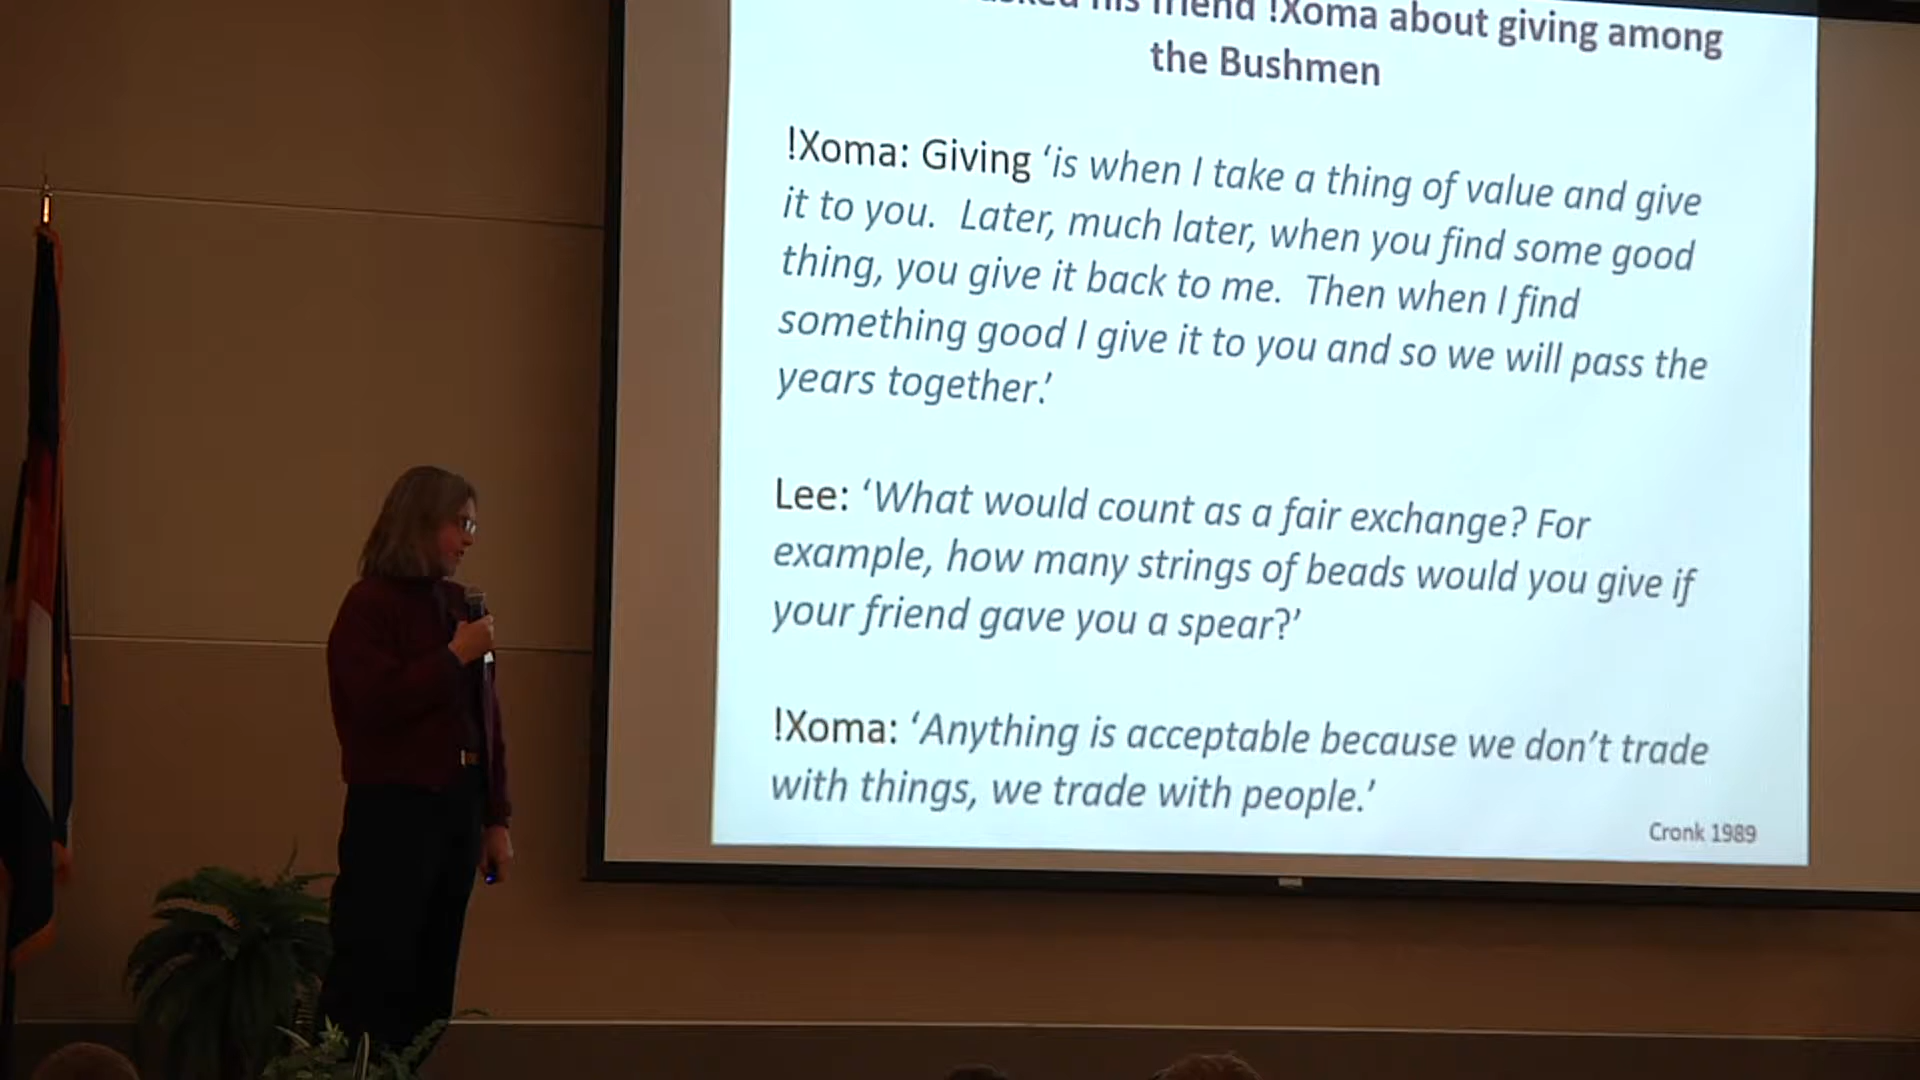 his friend !Xoma about giving among
the Bushmen
!Xoma: Giving ‘is when I take a thing of value and give
it to you. Later, much later, when you find some good
thing, you give it back to me. Then when I find
something good I give it to you and so we will pass the
years together.’
Lee: ‘What would count as a fair exchange? For
example, how many strings of beads would you give if
your friend gave you a spear?’
!Xoma: ‘Anything is acceptable because we don’t trade
with things, we trade with people.’
Cronk 1989